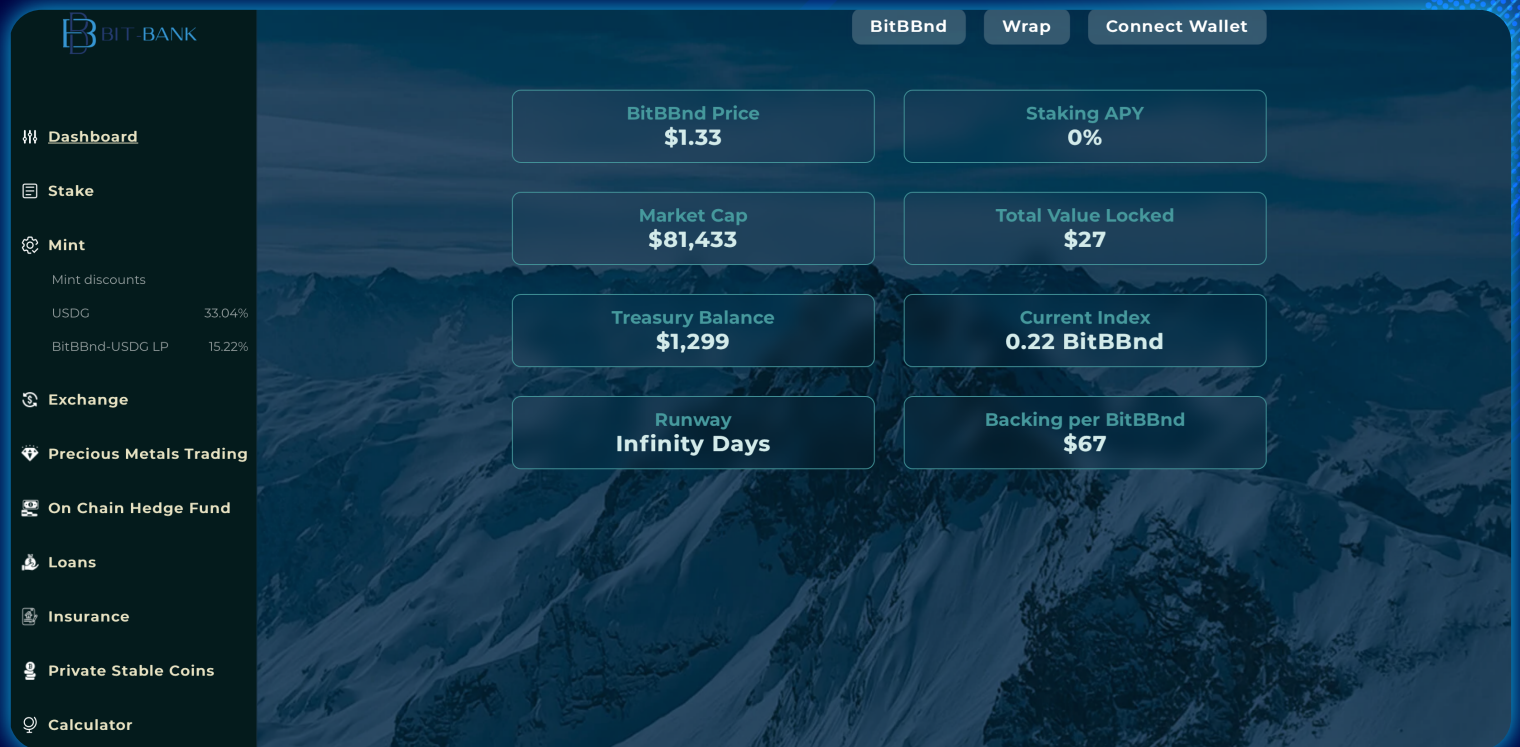 BIT-BANK
BitBBnd
Wrap
Connect Wallet
Dashboard
Stake
Mint
Mint discounts
USDG 33.04%
BitBBnd-USDG LP 15.22%
Exchange
Precious Metals Trading
On Chain Hedge Fund
Loans
Insurance
Private Stable Coins
Calculator
BitBBnd Price
$1.33
Staking APY
0%
Market Cap
$81,433
Total Value Locked
$27
Treasury Balance
$1,299
Current Index
0.22 BitBBnd
Runway
Infinity Days
Backing per BitBBnd
$67